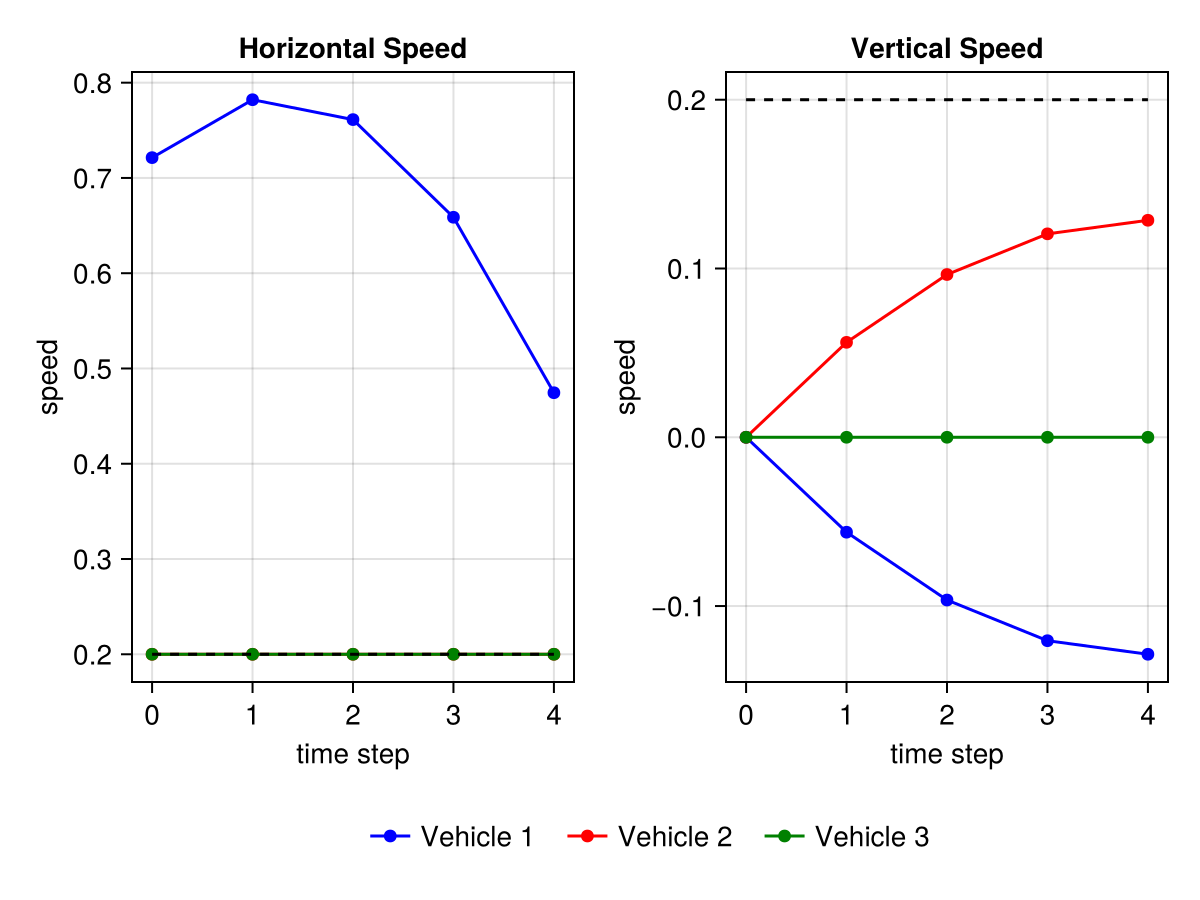 Horizontal Speed
speed
0.8
0.7
0.6
0.5
0.4
0.3
0.2
0 1 2 3 4
time step
Vertical Speed
speed
0.2
0.1
0.0
−0.1
0 1 2 3 4
time step
Vehicle 1 Vehicle 2 Vehicle 3